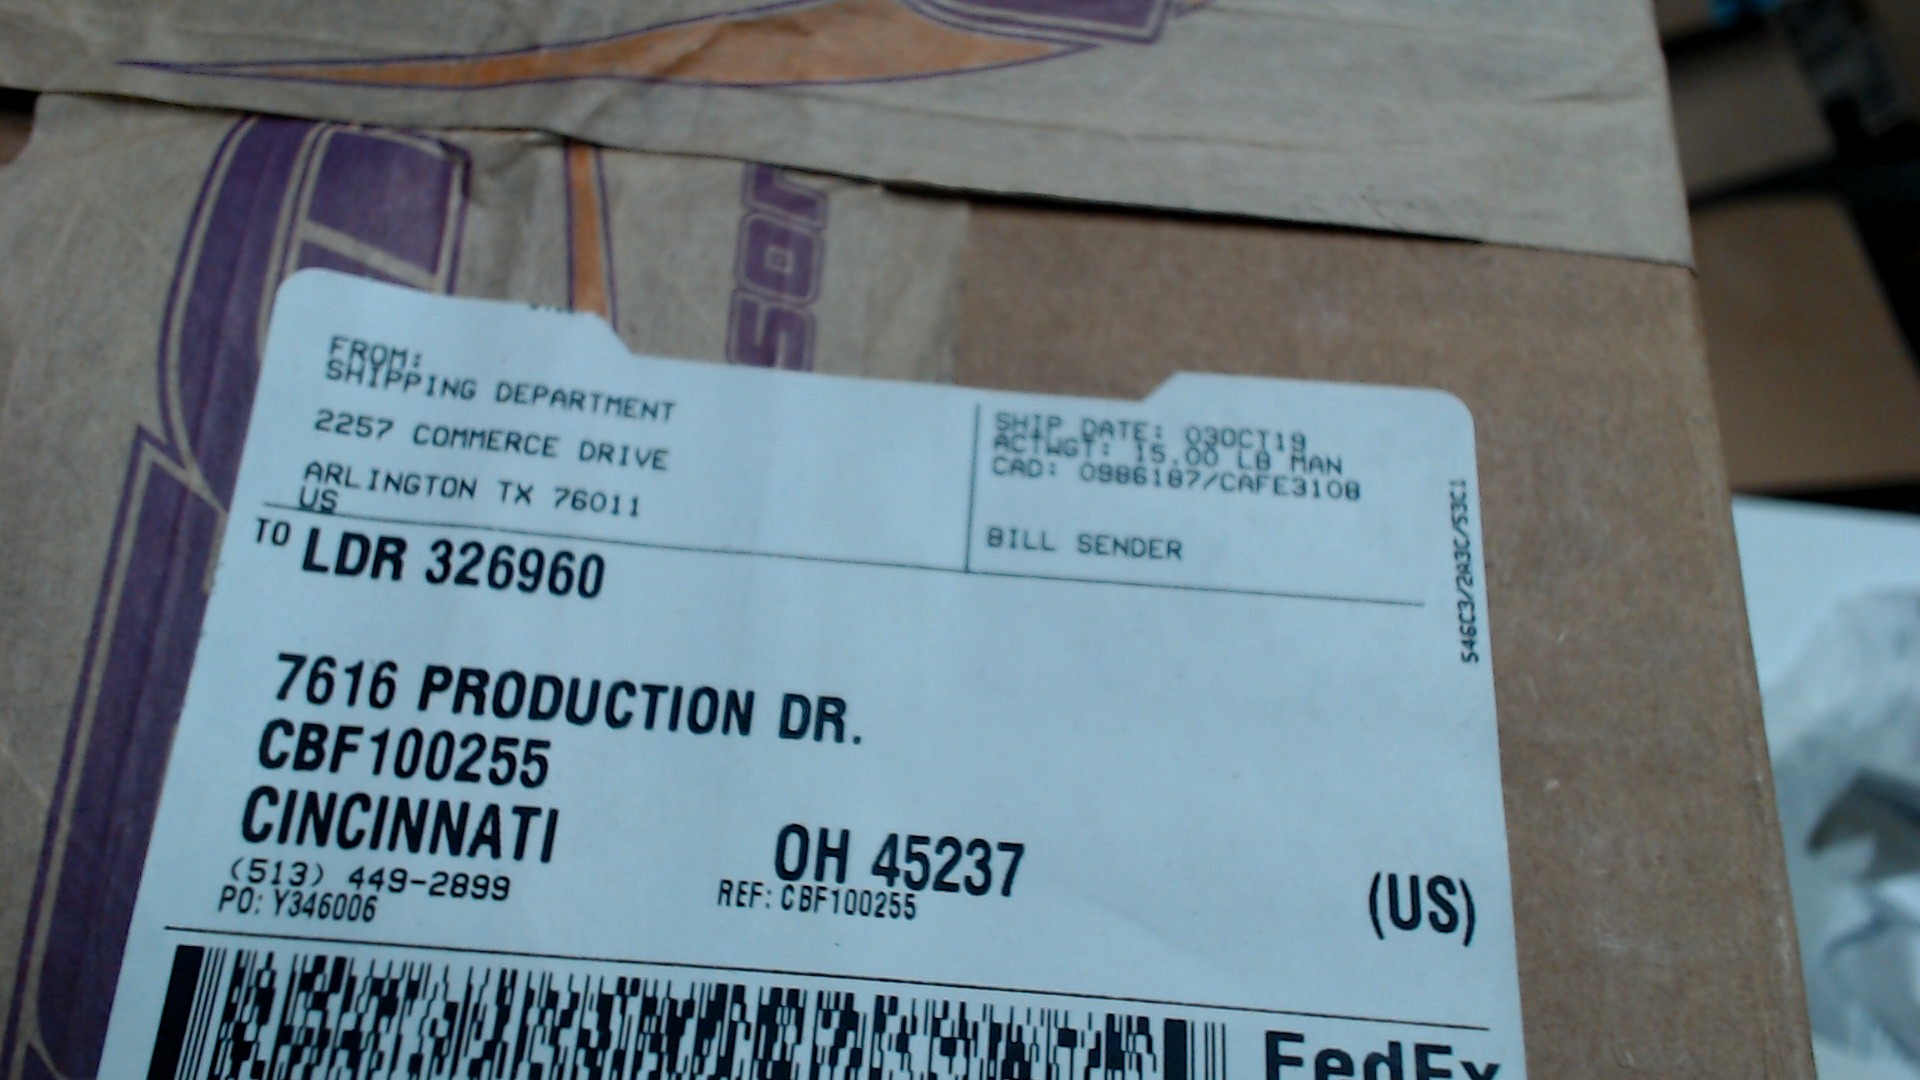 son
FROM:
SHIPPING DEPARTMENT
2257 COMMERCE DRIVE
ARLINGTON TX 76011
US
SHIP DATE: 03OCT19
ACTWGT: 15.00 LB MAN
CAD: 0986187/CAFE3108
BILL SENDER
546C3/2A3C/53C1
TO LDR 326960
7616 PRODUCTION DR.
CBF100255
CINCINNATI OH 45237
(US)
(513) 449-2899
REF: CBF100255
PO: Y346006
FedEx